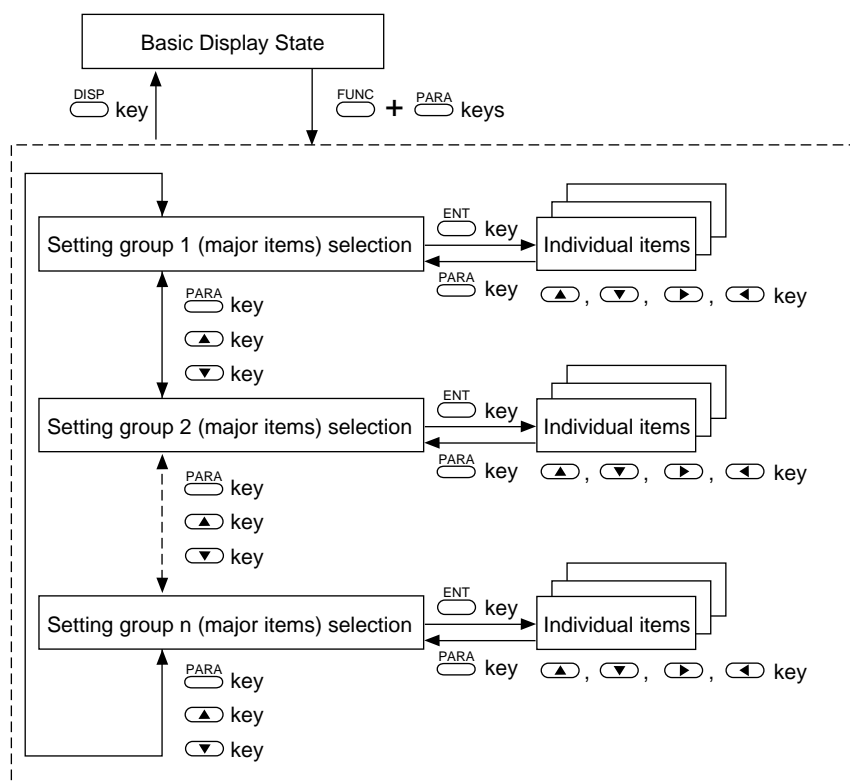 Basic Display State
DISP key
FUNC + PARA keys
Setting group 1 (major items) selection
ENT key
PARA key
Individual items
, , , key
PARA key
key
key
Setting group 2 (major items) selection
ENT key
PARA key
Individual items
, , , key
PARA key
key
key
Setting group n (major items) selection
ENT key
PARA key
Individual items
, , , key
PARA key
key
key